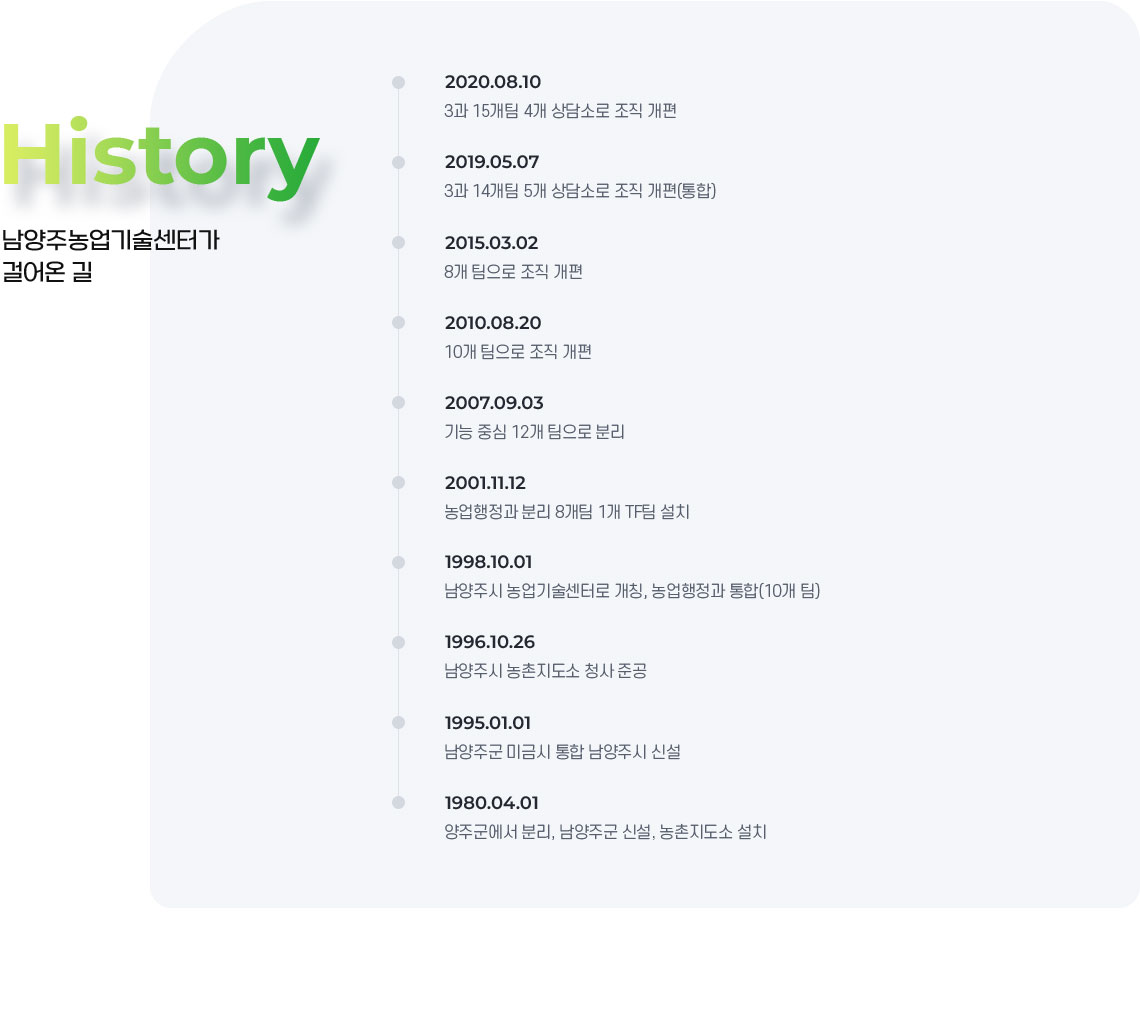 History
남양주농업기술센터가
걸어온 길
2020.08.10
3과 15개팀 4개 상담소로 조직 개편
2019.05.07
3과 14개팀 5개 상담소로 조직 개편(통합)
2015.03.02
8개 팀으로 조직 개편
2010.08.20
10개 팀으로 조직 개편
2007.09.03
기능 중심 12개 팀으로 분리
2001.11.12
농업행정과 분리 8개팀 1개 TF팀 설치
1998.10.01
남양주시 농업기술센터로 개칭, 농업행정과 통합(10개 팀)
1996.10.26
남양주시 농촌지도소 청사 준공
1995.01.01
남양주군 미금시 통합 남양주시 신설
1980.04.01
양주군에서 분리, 남양주군 신설, 농촌지도소 설치